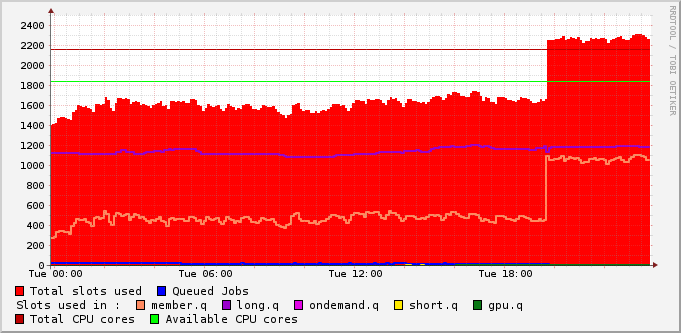 2400
2200
2000
1800
1600
1400
1200
1000
800
600
400
200
0
Tue 00:00 Tue 06:00 Tue 12:00 Tue 18:00
Total slots used Queued Jobs
Slots used in : member.q long.q ondemand.q short.q gpu.q
Total CPU cores Available CPU cores
RRDTOOL / TOBI OETIKER